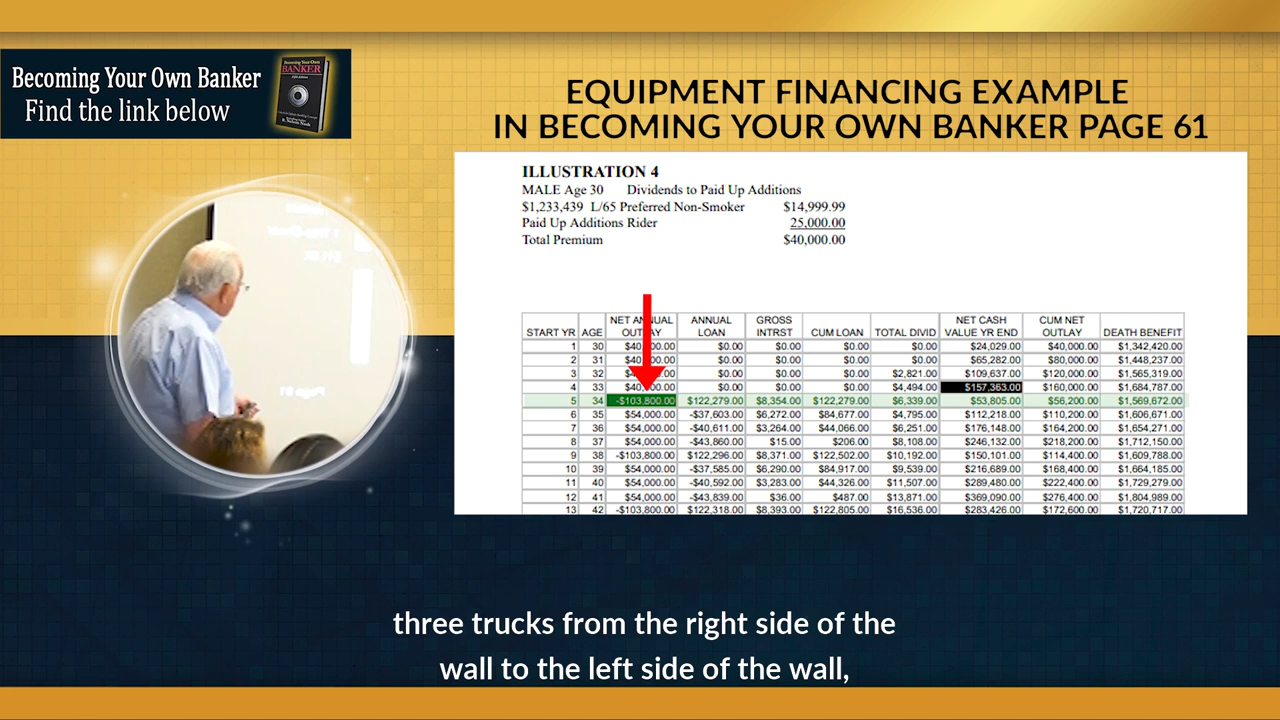 Becoming Your Own Banker
Find the link below
Becoming Your Own
BANKER
EQUIPMENT FINANCING EXAMPLE
IN BECOMING YOUR OWN BANKER PAGE 61
ILLUSTRATION 4
MALE Age 30 Dividends to Paid Up Additions
$1,233,439 L/65 Preferred Non-Smoker $14,999.99
Paid Up Additions Rider 25,000.00
Total Premium $40,000.00
START YR AGE NET ANNUAL OUTLAY ANNUAL LOAN GROSS INTRST CUM LOAN TOTAL DIVID NET CASH VALUE YR END CUM NET OUTLAY DEATH BENEFIT
1 30 $0.00 $0.00 $0.00 $0.00 $24,029.00 $40,000.00 $1,342,420.00
2 31 $0.00 $0.00 $0.00 $0.00 $65,282.00 $80,000.00 $1,448,237.00
3 32 $0.00 $0.00 $0.00 $2,821.00 $109,637.00 $120,000.00 $1,565,319.00
4 33 $0.00 $0.00 $0.00 $4,494.00 $157,363.00 $160,000.00 $1,684,787.00
5 34 -$103,800.00 $122,279.00 $8,354.00 $122,279.00 $6,339.00 $53,805.00 $56,200.00 $1,569,672.00
6 35 $54,000.00 -$37,603.00 $6,272.00 $84,677.00 $4,795.00 $112,218.00 $110,200.00 $1,606,671.00
7 36 $54,000.00 -$40,611.00 $3,264.00 $44,066.00 $6,251.00 $176,148.00 $164,200.00 $1,654,271.00
8 37 $54,000.00 -$43,860.00 $15.00 $206.00 $8,108.00 $246,132.00 $218,200.00 $1,712,150.00
9 38 -$103,800.00 $122,296.00 $8,371.00 $122,502.00 $10,192.00 $150,101.00 $114,400.00 $1,609,788.00
10 39 $54,000.00 -$37,585.00 $6,290.00 $84,917.00 $9,539.00 $216,689.00 $168,400.00 $1,664,185.00
11 40 $54,000.00 -$40,592.00 $3,283.00 $44,326.00 $11,507.00 $289,480.00 $222,400.00 $1,729,279.00
12 41 $54,000.00 -$43,839.00 $36.00 $487.00 $13,871.00 $369,090.00 $276,400.00 $1,804,989.00
13 42 -$103,800.00 $122,318.00 $8,393.00 $122,805.00 $16,536.00 $283,426.00 $172,600.00 $1,720,717.00
three trucks from the right side of the
wall to the left side of the wall,